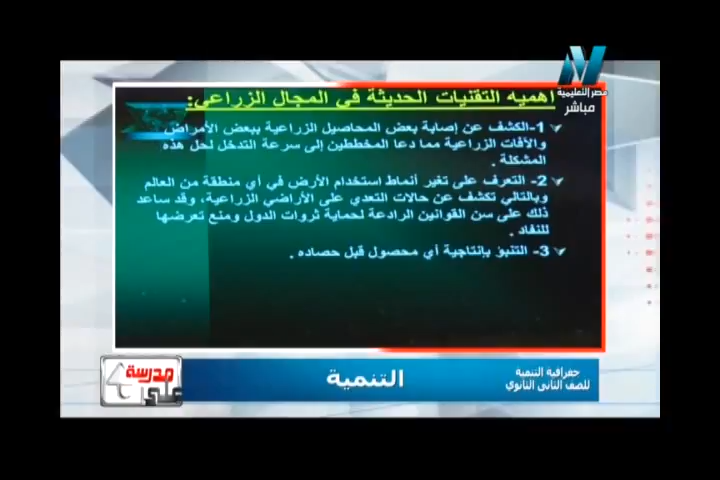 مصر التعليمية
مباشر
اهميه التقنيات الحديثة في المجال الزراعي:
1-الكشف عن إصابة بعض المحاصيل الزراعية ببعض الأمراض
والآفات الزراعية مما دعا المخططين إلى سرعة التدخل لحل هذه
المشكلة .
2- التعرف على تغير أنماط استخدام الأرض في أي منطقة من العالم
وبالتالي تكشف عن حالات التعدي على الأراضي الزراعية، وقد ساعد
ذلك على سن القوانين الرادعة لحماية ثروات الدول ومنع تعرضها
للنفاد .
3- التنبؤ بإنتاجية أي محصول قبل حصاده .
جغرافية التنمية
للصف الثانى الثانوي
التنمية
مدرسة
على